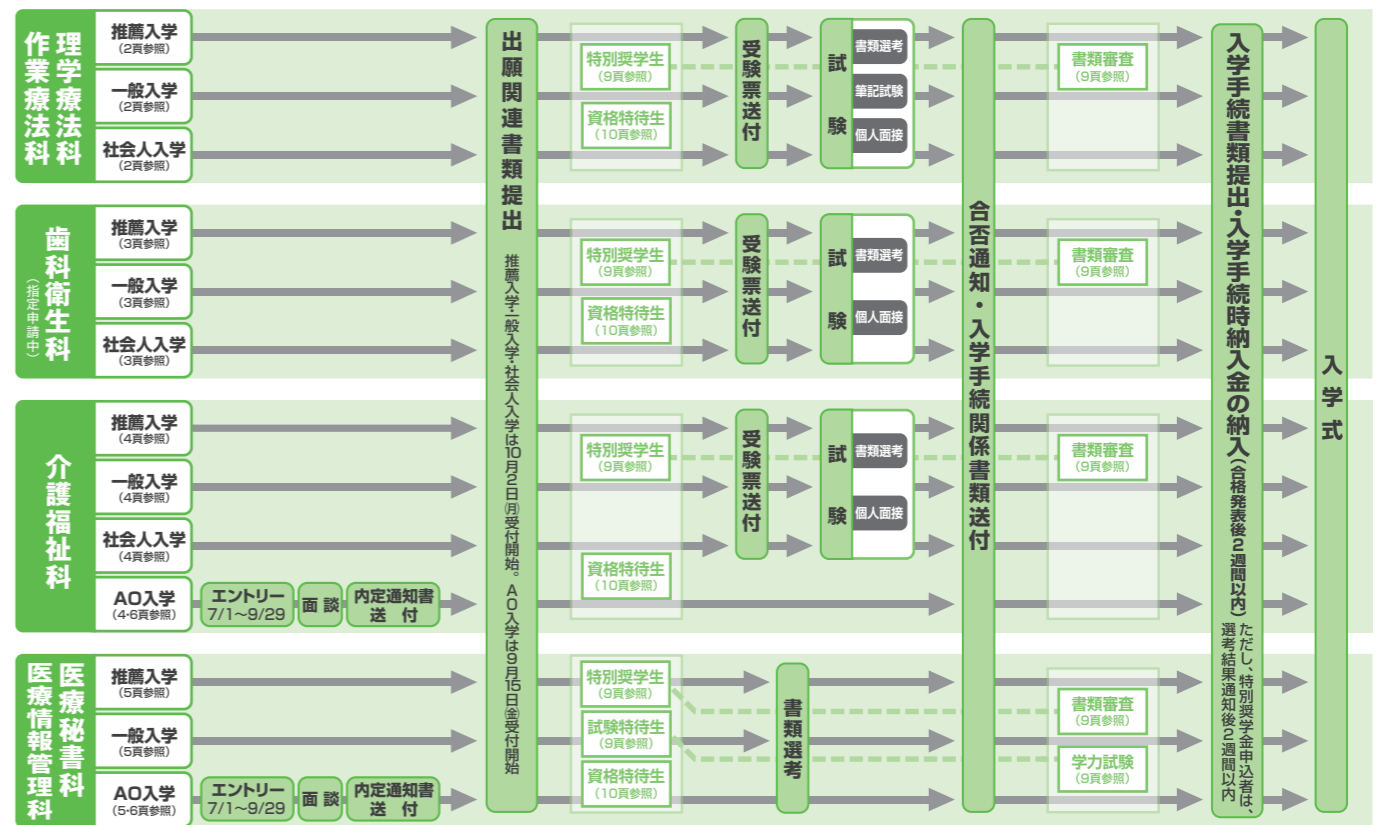 理学療法科
作業療法科
推薦入学
(2頁参照)
一般入学
(2頁参照)
社会人入学
(2頁参照)
歯科衛生科
(指定申請中)
推薦入学
(3頁参照)
一般入学
(3頁参照)
社会人入学
(3頁参照)
介護福祉科
推薦入学
(4頁参照)
一般入学
(4頁参照)
社会人入学
(4頁参照)
AO入学
(4・6頁参照)
エントリー
7/1〜9/29
面談
内定通知書
送付
医療秘書科
医療情報管理科
推薦入学
(5頁参照)
一般入学
(5頁参照)
AO入学
(5・6頁参照)
エントリー
7/1〜9/29
面談
内定通知書
送付
出願関連書類提出 推薦入学・一般入学・社会人入学は10月2日㈪受付開始。AO入学は9月15日㈮受付開始
特別奨学生
(9頁参照)
資格特待生
(10頁参照)
受験票送付
試験
書類選考
筆記試験
個人面接
書類審査
(9頁参照)
特別奨学生
(9頁参照)
資格特待生
(10頁参照)
受験票送付
試験
書類選考
個人面接
書類審査
(9頁参照)
特別奨学生
(9頁参照)
資格特待生
(10頁参照)
受験票送付
試験
書類選考
個人面接
書類審査
(9頁参照)
特別奨学生
(9頁参照)
試験特待生
(9頁参照)
資格特待生
(10頁参照)
書類選考
書類審査
(9頁参照)
学力試験
(9頁参照)
合否通知・入学手続関係書類送付
入学手続書類提出・入学手続時納入金の納入(合格発表後2週間以内)
ただし、特別奨学金申込者は、
選考結果通知後2週間以内
入学式